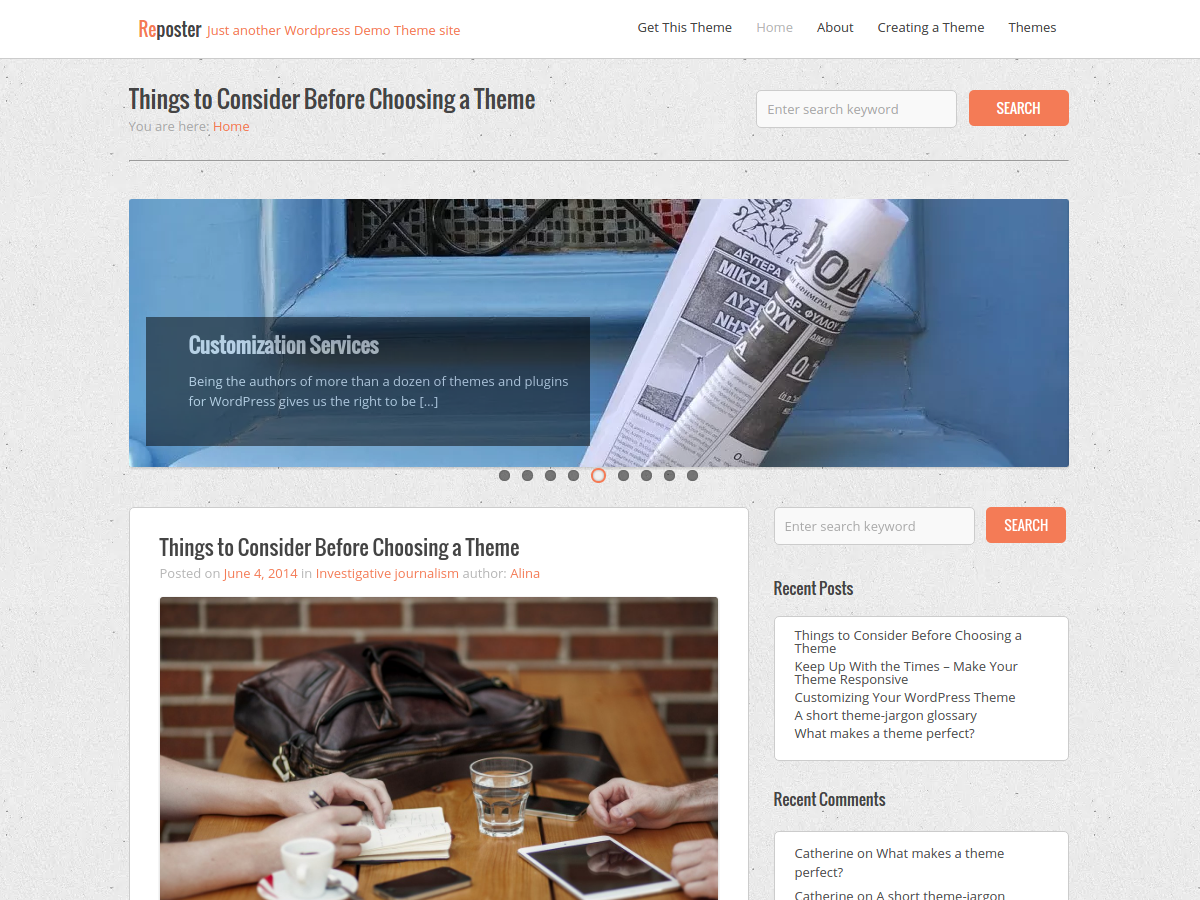 Reposter Just another Wordpress Demo Theme site
Get This Theme Home About Creating a Theme Themes
Things to Consider Before Choosing a Theme
You are here: Home
Enter search keyword SEARCH
ΔΕΥΤΕΡΑ
ΜΙΚΡΑ
Customization Services
Being the authors of more than a dozen of themes and plugins
for WordPress gives us the right to be [...]
Things to Consider Before Choosing a Theme
Posted on June 4, 2014 in Investigative journalism author: Alina
Enter search keyword SEARCH
Recent Posts
Things to Consider Before Choosing a
Theme
Keep Up With the Times – Make Your
Theme Responsive
Customizing Your WordPress Theme
A short theme-jargon glossary
What makes a theme perfect?
Recent Comments
Catherine on What makes a theme
perfect?
Catherine on A short theme-jargon